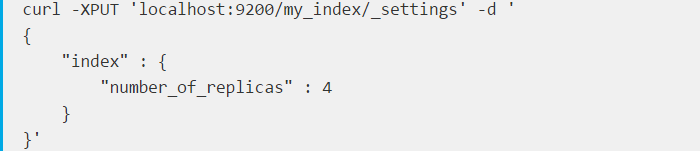 curl -XPUT 'localhost:9200/my_index/_settings' -d '
{
    "index" : {
        "number_of_replicas" : 4
    }
}'